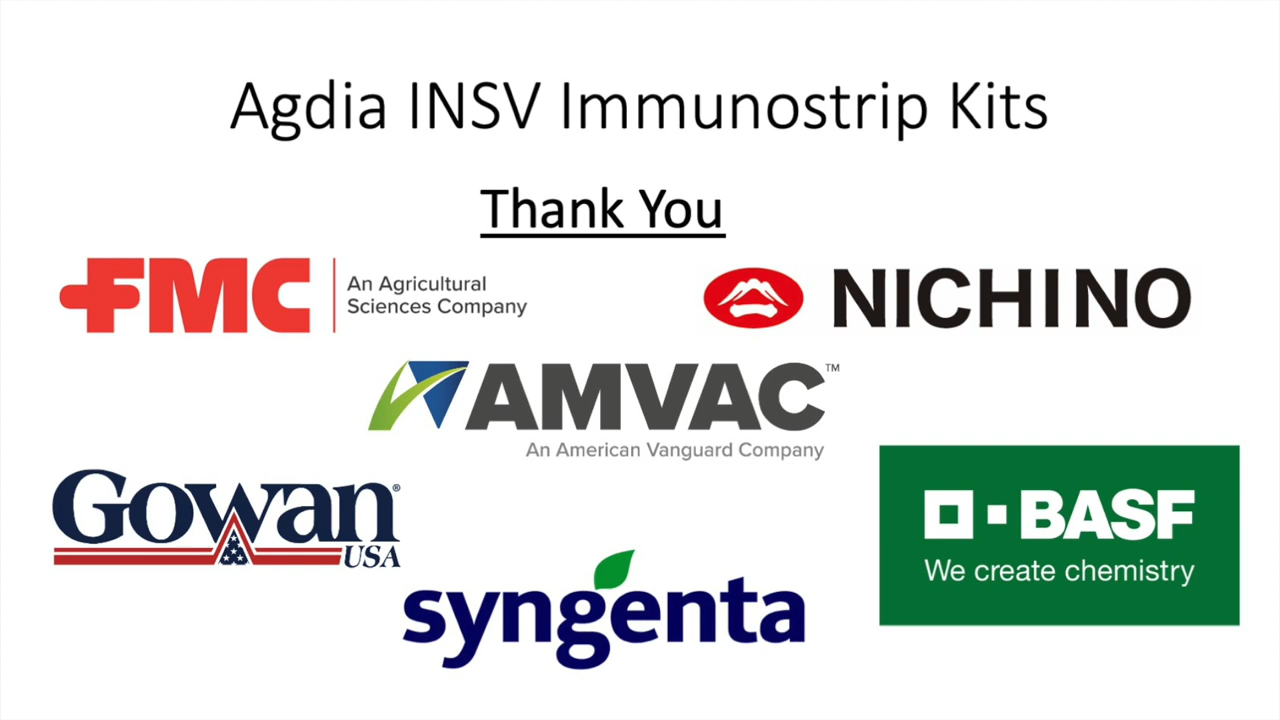 Agdia INSV Immunostrip Kits
Thank You
FMC
An Agricultural
Sciences Company
NICHINO
AMVAC™
An American Vanguard Company
Gowan®
USA
syngenta
BASF
We create chemistry